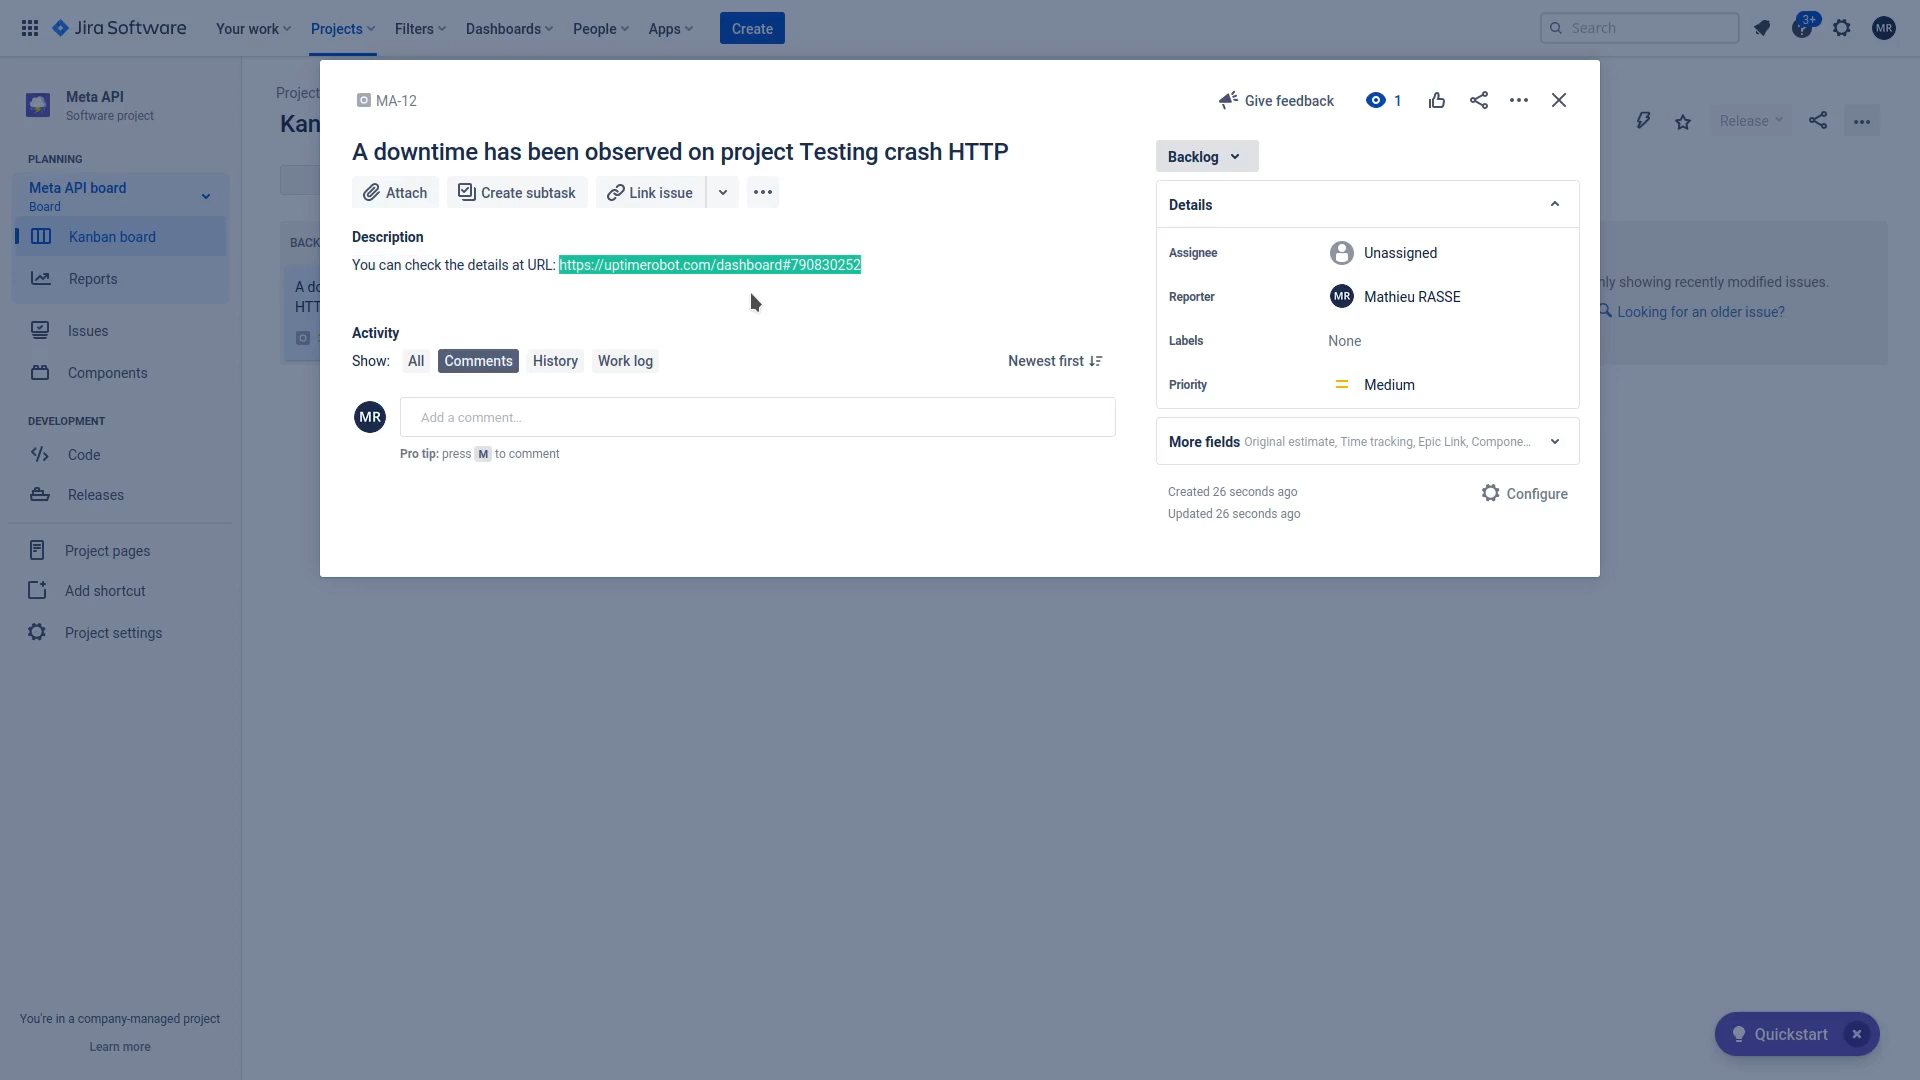 Jira Software
Your work
Projects
Filters
Dashboards
People
Apps
Create
Search
3+
MR
Meta API
Software project
PLANNING
Meta API board
Board
Kanban board
Reports
Issues
Components
DEVELOPMENT
Code
Releases
Project pages
Add shortcut
Project settings
You're in a company-managed project
Learn more
Project
Kan
Release
BACK
A do
HTT
MA-12
Give feedback
1
A downtime has been observed on project Testing crash HTTP
Attach
Create subtask
Link issue
Description
You can check the details at URL: https://uptimerobot.com/dashboard#790830252
Activity
Show:
All
Comments
History
Work log
Newest first
MR
Add a comment…
Pro tip: press M to comment
Backlog
Details
Assignee
Unassigned
Reporter
MR
Mathieu RASSE
Labels
None
Priority
Medium
More fields
Original estimate, Time tracking, Epic Link, Compone…
Created 26 seconds ago
Updated 26 seconds ago
Configure
nly showing recently modified issues.
Looking for an older issue?
Quickstart